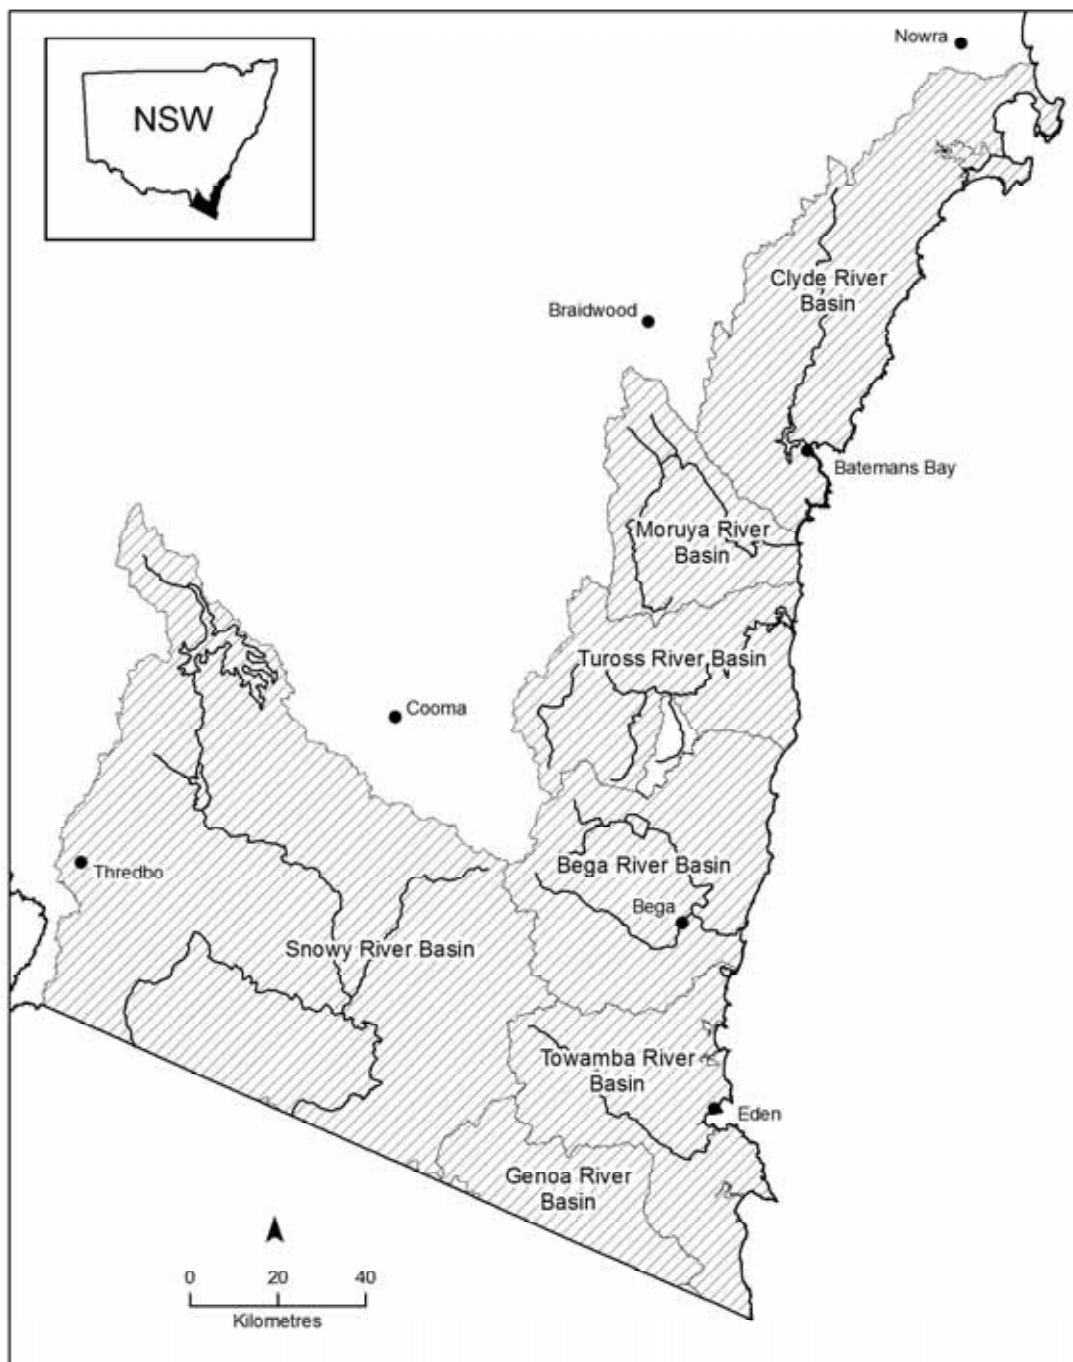 Nowra
NSW
Clyde River
Basin
Braidwood
Batemans Bay
Moruya River
Basin
Tuross River Basin
Cooma
Bega River Basin
Thredbo
Bega
Snowy River Basin
Towamba River
Basin
Eden
Genoa River
Basin
0 20 40
Kilometres